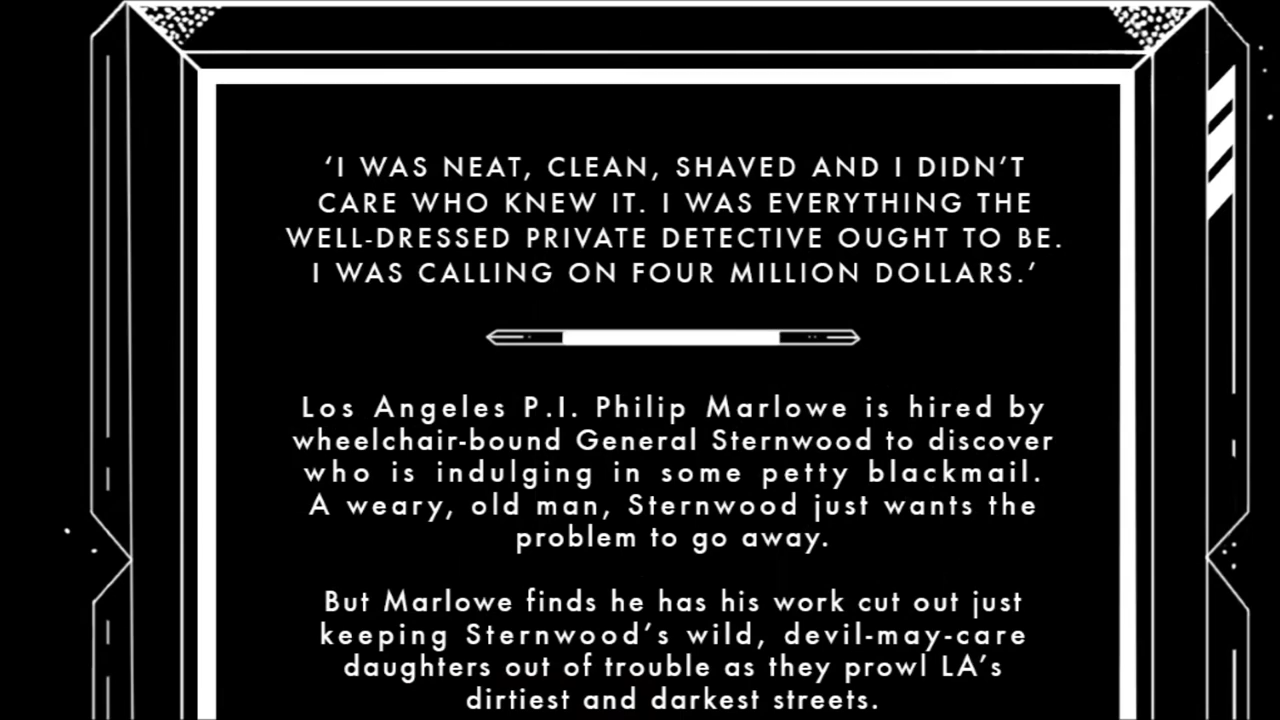 ‘I WAS NEAT, CLEAN, SHAVED AND I DIDN’T
CARE WHO KNEW IT. I WAS EVERYTHING THE
WELL-DRESSED PRIVATE DETECTIVE OUGHT TO BE.
I WAS CALLING ON FOUR MILLION DOLLARS.’
Los Angeles P.I. Philip Marlowe is hired by
wheelchair-bound General Sternwood to discover
who is indulging in some petty blackmail.
A weary, old man, Sternwood just wants the
problem to go away.
But Marlowe finds he has his work cut out just
keeping Sternwood’s wild, devil-may-care
daughters out of trouble as they prowl LA’s
dirtiest and darkest streets.